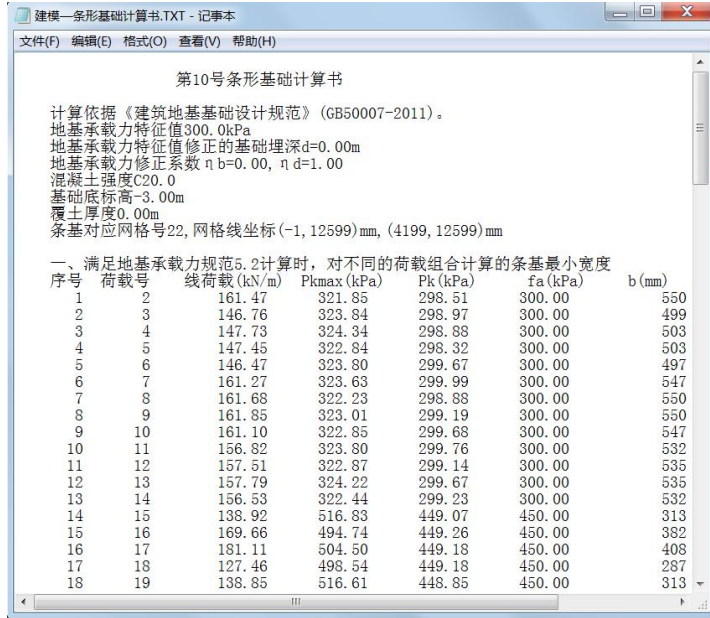 建模—条形基础计算书.TXT - 记事本
文件(F) 编辑(E) 格式(O) 查看(V) 帮助(H)
第10号条形基础计算书
计算依据《建筑地基基础设计规范》(GB50007-2011)。
地基承载力特征值300.0kPa
地基承载力特征值修正的基础埋深d=0.00m
地基承载力修正系数ηb=0.00,ηd=1.00
混凝土强度C20.0
基础底标高-3.00m
覆土厚度0.00m
条基对应网格号22,网格线坐标(-1,12599)mm,(4199,12599)mm
一、满足地基承载力规范5.2计算时，对不同的荷载组合计算的条基最小宽度
序号 荷载号 线荷载(kN/m) Pkmax(kPa) Pk(kPa) fa(kPa) b(mm)
1 2 161.47 321.85 298.51 300.00 550
2 3 146.76 323.84 298.97 300.00 499
3 4 147.73 324.34 298.88 300.00 503
4 5 147.45 322.84 298.32 300.00 503
5 6 146.47 323.80 299.67 300.00 497
6 7 161.27 323.63 299.99 300.00 547
7 8 161.68 322.23 298.88 300.00 550
8 9 161.85 323.01 299.19 300.00 550
9 10 161.10 322.85 299.68 300.00 547
10 11 156.82 323.80 299.76 300.00 532
11 12 157.51 322.87 299.14 300.00 535
12 13 157.79 324.22 299.67 300.00 535
13 14 156.53 322.44 299.23 300.00 532
14 15 138.92 516.83 449.07 450.00 313
15 16 169.66 494.74 449.26 450.00 382
16 17 181.11 504.50 449.18 450.00 408
17 18 127.46 498.54 449.18 450.00 287
18 19 138.85 516.61 448.85 450.00 313